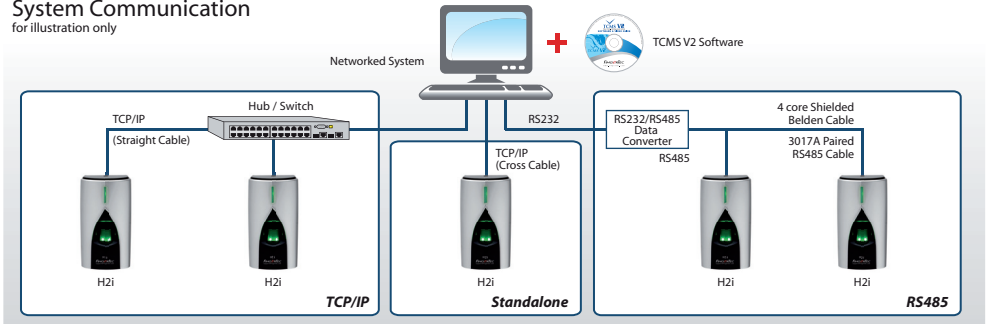 System Communication
for illustration only
TCMS V2
TCMS V2 Software
Networked System
Hub / Switch
TCP/IP
(Straight Cable)
RS232
RS232/RS485
Data
Converter
RS485
4 core Shielded
Belden Cable
3017A Paired
RS485 Cable
TCP/IP
(Cross Cable)
H2i
H2i
H2i
H2i
H2i
TCP/IP
Standalone
RS485